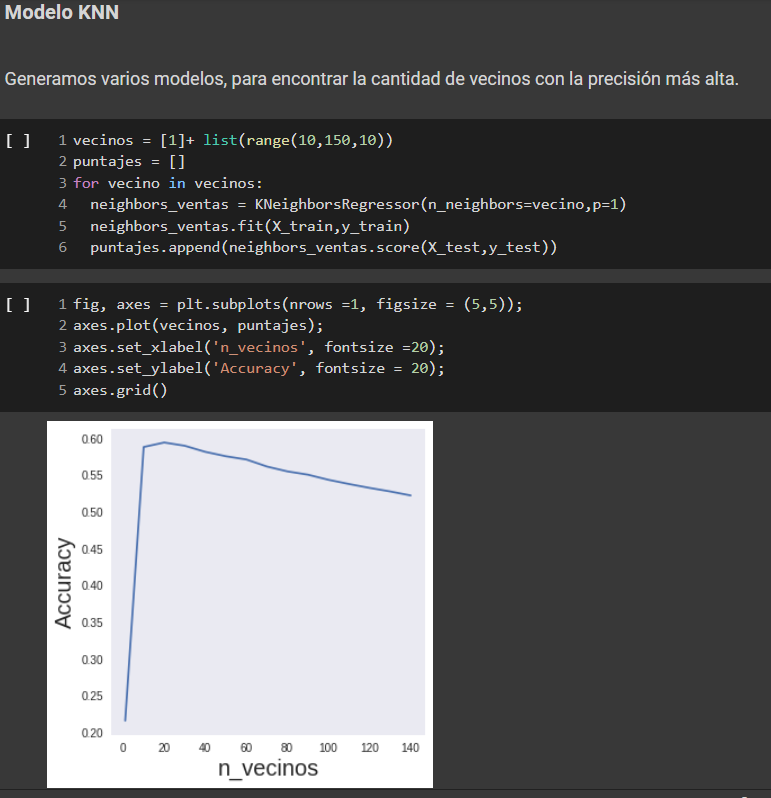 Modelo KNN
Generamos varios modelos, para encontrar la cantidad de vecinos con la precisión más alta.
[ ] 1 vecinos = [1]+ list(range(10,150,10))
2 puntajes = []
3 for vecino in vecinos:
4 neighbors_ventas = KNeighborsRegressor(n_neighbors=vecino,p=1)
5 neighbors_ventas.fit(X_train,y_train)
6 puntajes.append(neighbors_ventas.score(X_test,y_test))
[ ] 1 fig, axes = plt.subplots(nrows =1, figsize = (5,5));
2 axes.plot(vecinos, puntajes);
3 axes.set_xlabel('n_vecinos', fontsize =20);
4 axes.set_ylabel('Accuracy', fontsize = 20);
5 axes.grid()
0.60
0.55
0.50
0.45
0.40
0.35
0.30
0.25
0.20
Accuracy
0 20 40 60 80 100 120 140
n_vecinos